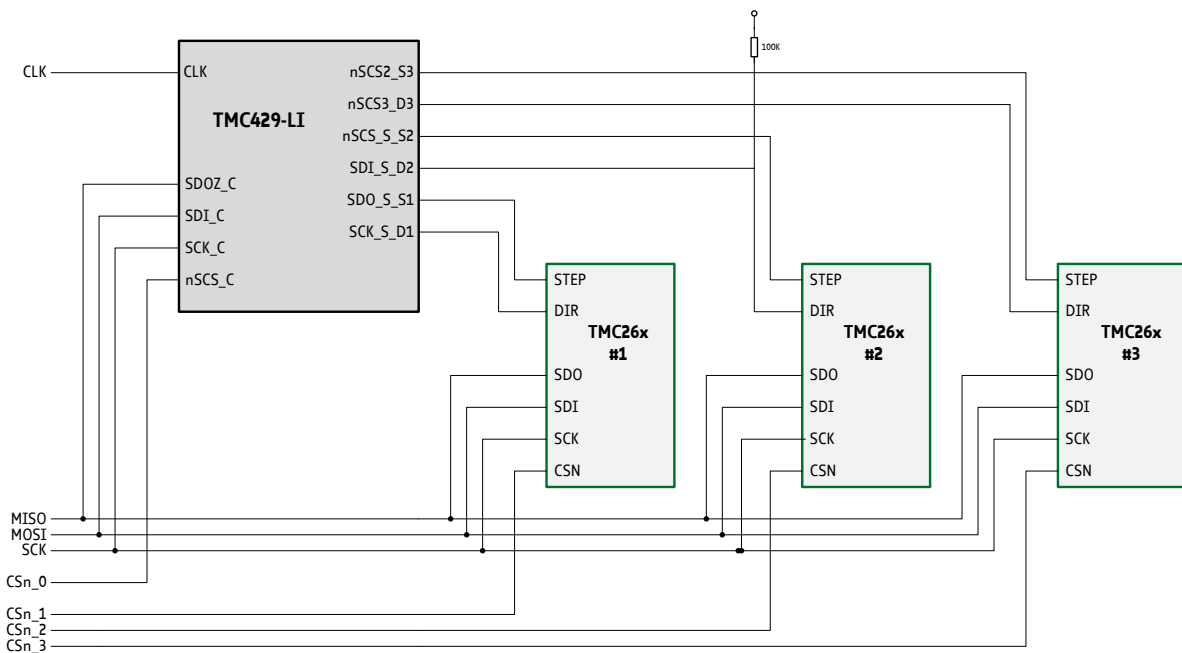 100K
CLK
CLK
nSCS2_S3
nSCS3_D3
TMC429-LI
nSCS_S_S2
SDI_S_D2
SDOZ_C
SDO_S_S1
SDI_C
SCK_S_D1
SCK_C
nSCS_C
STEP
DIR
TMC26x
#1
SDO
SDI
SCK
CSN
STEP
DIR
TMC26x
#2
SDO
SDI
SCK
CSN
STEP
DIR
TMC26x
#3
SDO
SDI
SCK
CSN
MISO
MOSI
SCK
CSn_0
CSn_1
CSn_2
CSn_3